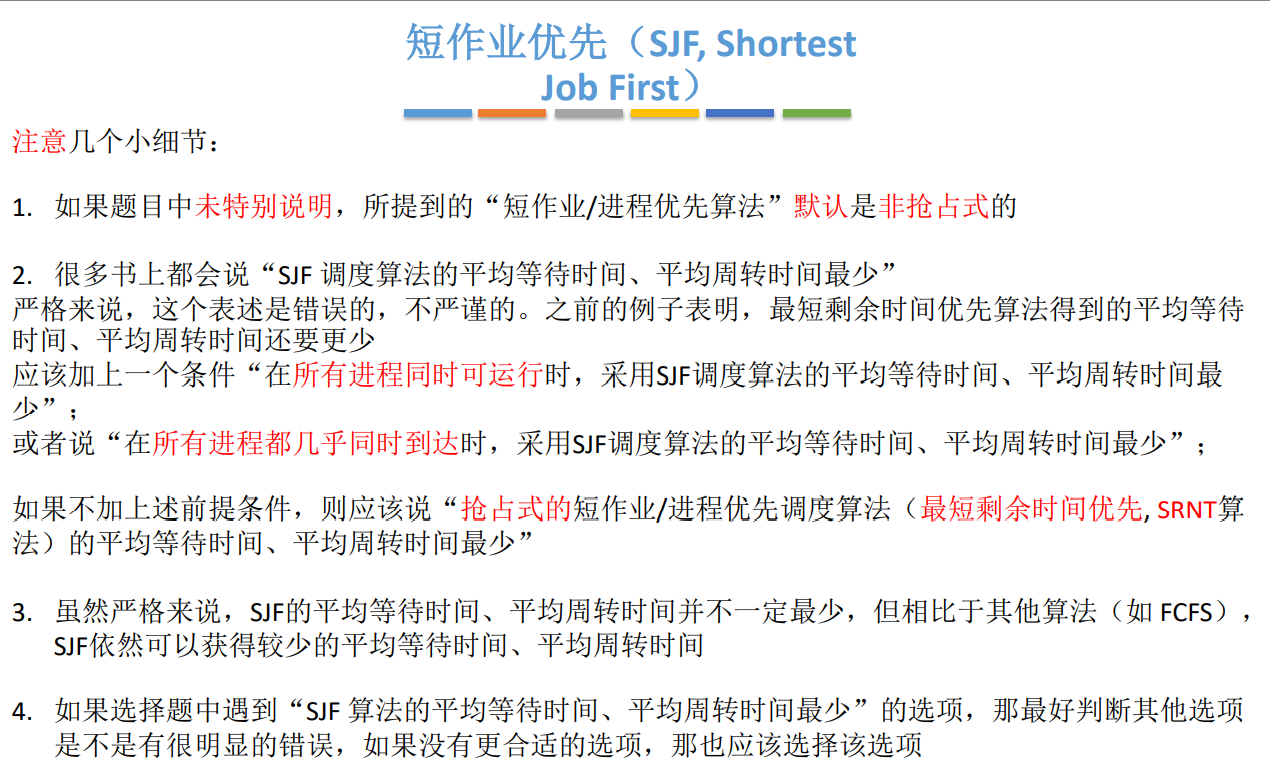 短作业优先（SJF, Shortest
Job First）
注意几个小细节：
1. 如果题目中未特别说明，所提到的“短作业/进程优先算法”默认是非抢占式的
2. 很多书上都会说“SJF 调度算法的平均等待时间、平均周转时间最少”
严格来说，这个表述是错误的，不严谨的。之前的例子表明，最短剩余时间优先算法得到的平均等待
时间、平均周转时间还要更少
应该加上一个条件“在所有进程同时可运行时，采用SJF调度算法的平均等待时间、平均周转时间最
少”；
或者说“在所有进程都几乎同时到达时，采用SJF调度算法的平均等待时间、平均周转时间最少”；
如果不加上述前提条件，则应该说“抢占式的短作业/进程优先调度算法（最短剩余时间优先, SRNT算
法）的平均等待时间、平均周转时间最少”
3. 虽然严格来说，SJF的平均等待时间、平均周转时间并不一定最少，但相比于其他算法（如 FCFS），
SJF依然可以获得较少的平均等待时间、平均周转时间
4. 如果选择题中遇到“SJF 算法的平均等待时间、平均周转时间最少”的选项，那最好判断其他选项
是不是有很明显的错误，如果没有更合适的选项，那也应该选择该选项